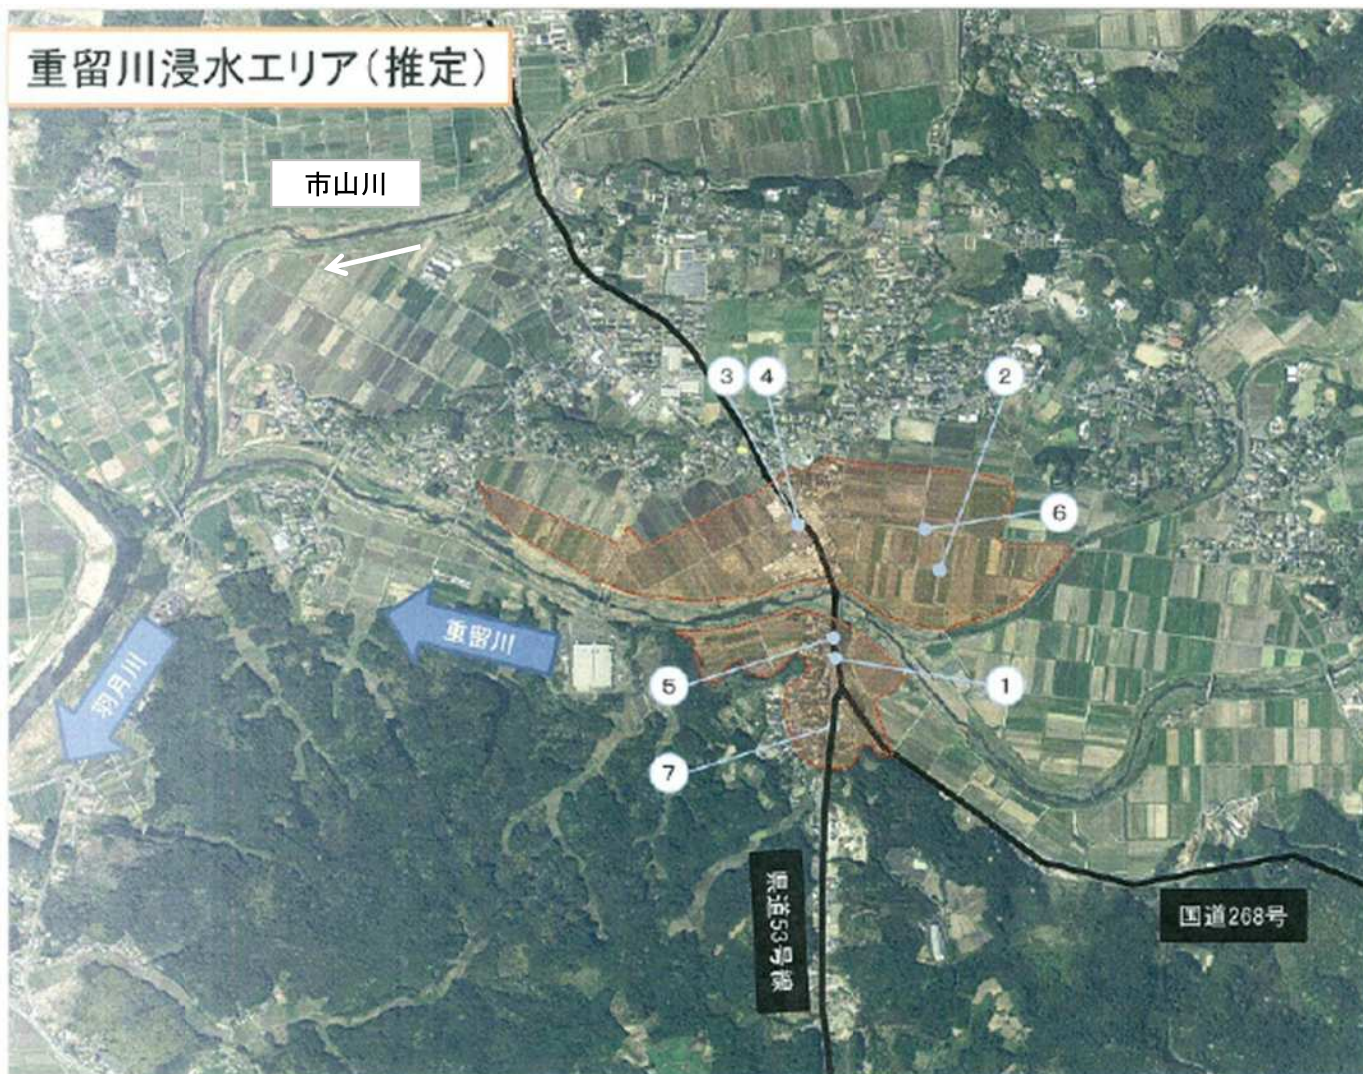 重留川浸水エリア（推定）
市山川
③ ④
②
⑥
重留川
羽月川
⑤
①
⑦
県道53号線
国道268号